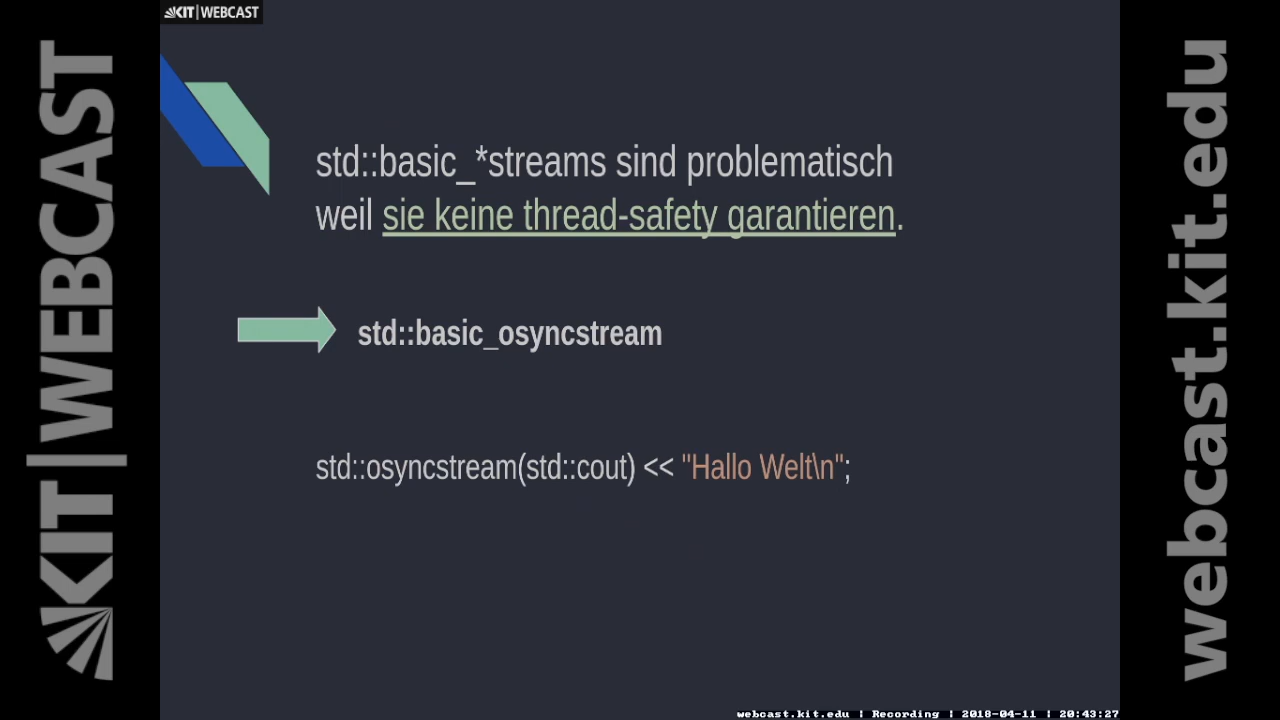 KIT|WEBCAST
KIT|WEBCAST
std::basic_*streams sind problematisch
weil sie keine thread-safety garantieren.
std::basic_osyncstream
std::osyncstream(std::cout) << "Hallo Welt\n";
webcast.kit.edu
webcast.kit.edu | Recording | 2018-04-11 | 20:43:27